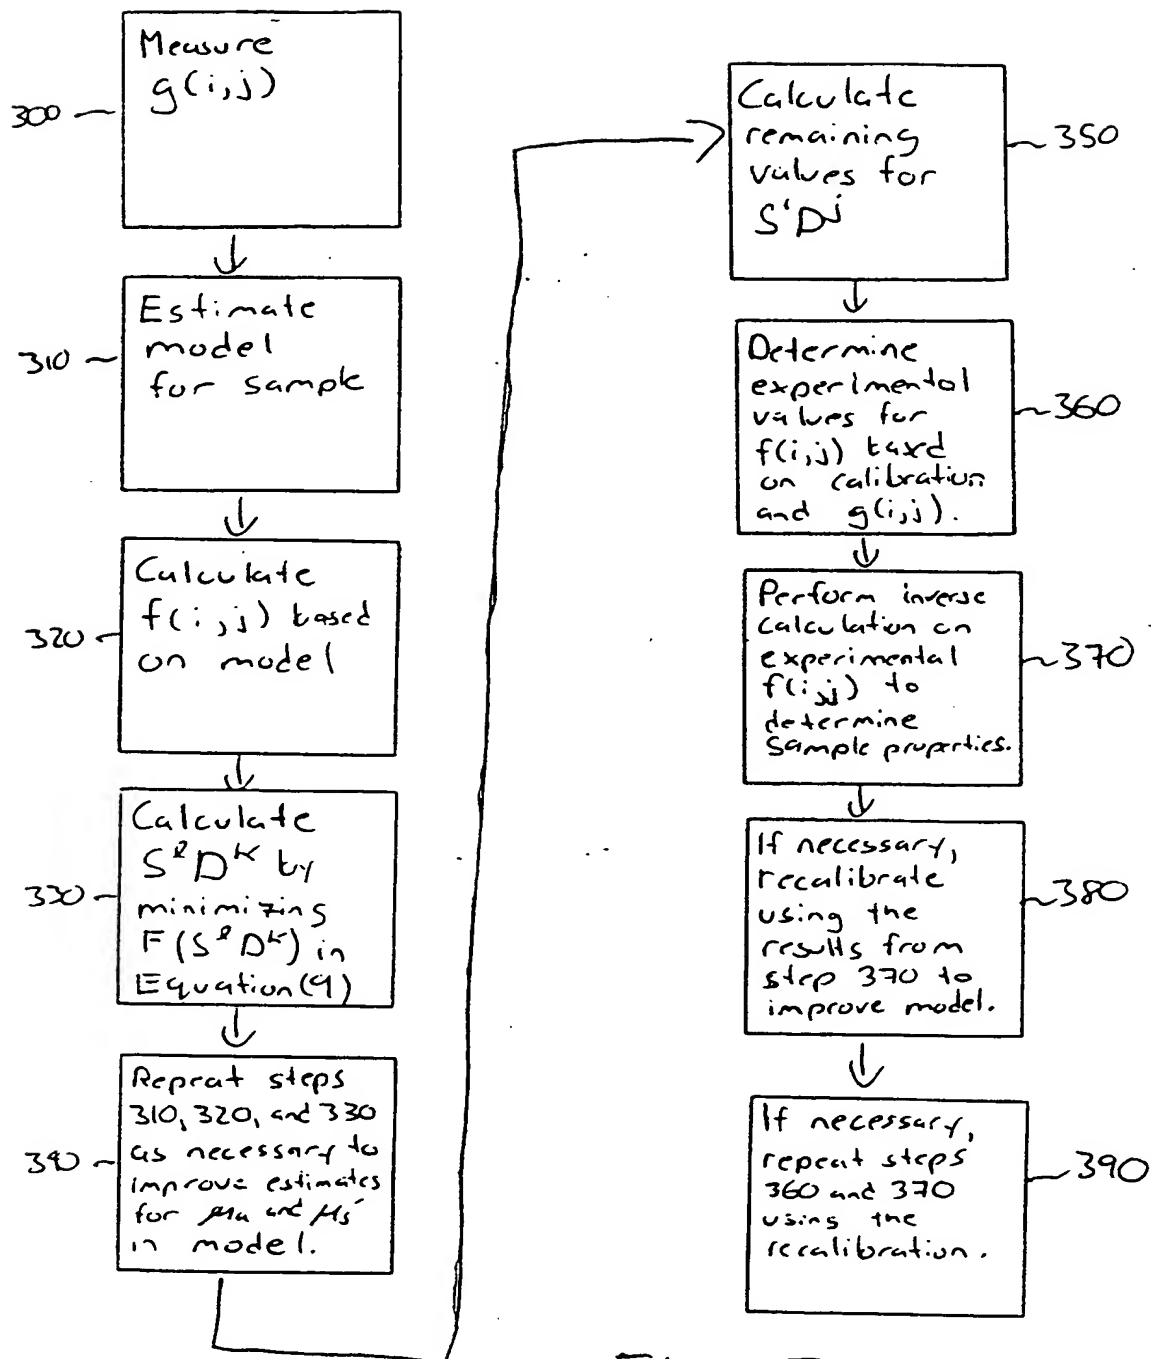 300
Measure
g(i,j)
310
Estimate
model
for sample
320
Calculate
f(i,j) based
on model
330
Calculate
SˡDᵏ by
minimizing
F(SˡDᵏ) in
Equation (9)
340
Repeat steps
310, 320, and 330
as necessary to
improve estimates
for μa and μs'
in model.
350
Calculate
remaining
values for
SⁱDʲ
360
Determine
experimental
values for
f(i,j) based
on calibration
and g(i,j).
370
Perform inverse
calculation on
experimental
f(i,j) to
determine
sample properties.
380
If necessary,
recalibrate
using the
results from
step 370 to
improve model.
390
If necessary,
repeat steps
360 and 370
using the
recalibration.